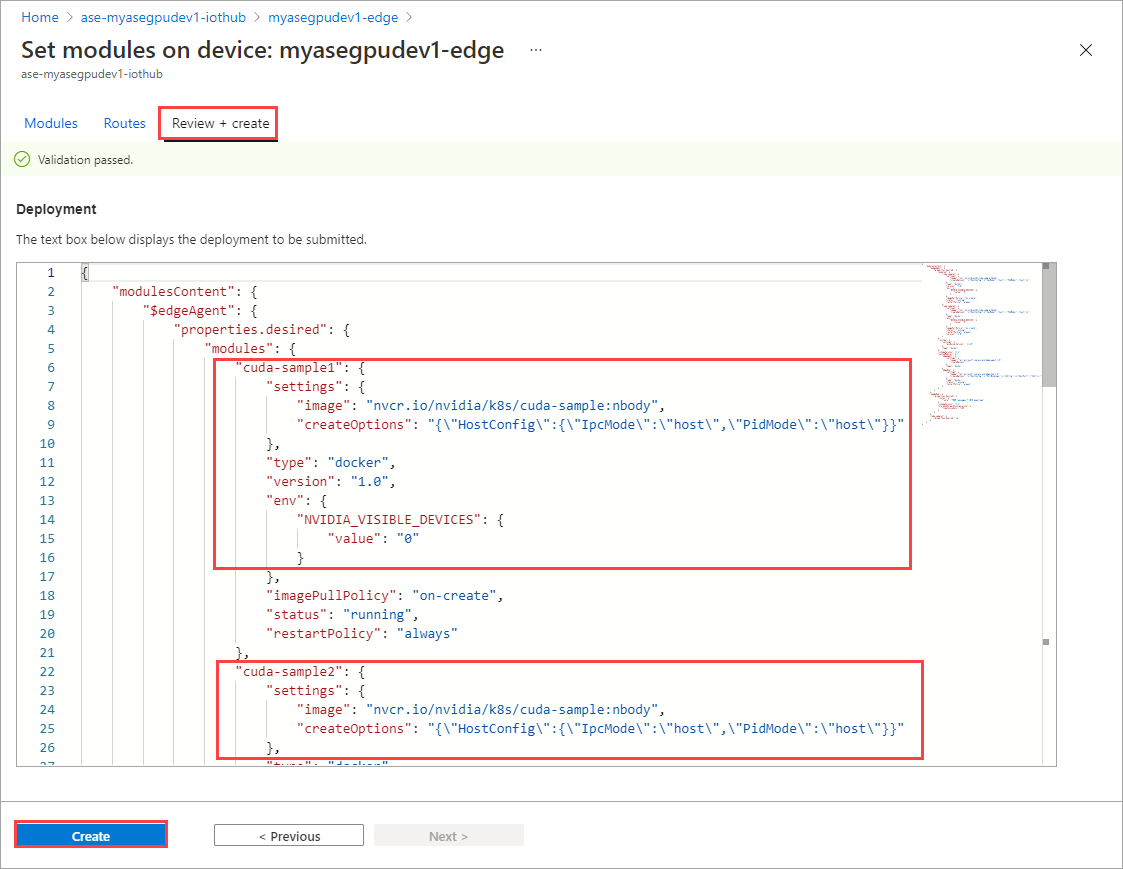 Home > ase-myasegpudev1-iothub > myasegpudev1-edge >
Set modules on device: myasegpudev1-edge ...
ase-myasegpudev1-iothub
Modules Routes Review + create
Validation passed.
Deployment
The text box below displays the deployment to be submitted.
1 {
2 "modulesContent": {
3 "$edgeAgent": {
4 "properties.desired": {
5 "modules": {
6 "cuda-sample1": {
7 "settings": {
8 "image": "nvcr.io/nvidia/k8s/cuda-sample:nbody",
9 "createOptions": "{\"HostConfig\":{\"IpcMode\":\"host\",\"PidMode\":\"host\"}}"
10 },
11 "type": "docker",
12 "version": "1.0",
13 "env": {
14 "NVIDIA_VISIBLE_DEVICES": {
15 "value": "0"
16 }
17 },
18 "imagePullPolicy": "on-create",
19 "status": "running",
20 "restartPolicy": "always"
21 },
22 "cuda-sample2": {
23 "settings": {
24 "image": "nvcr.io/nvidia/k8s/cuda-sample:nbody",
25 "createOptions": "{\"HostConfig\":{\"IpcMode\":\"host\",\"PidMode\":\"host\"}}"
26 },
27 "type": "docker"
Create < Previous Next >